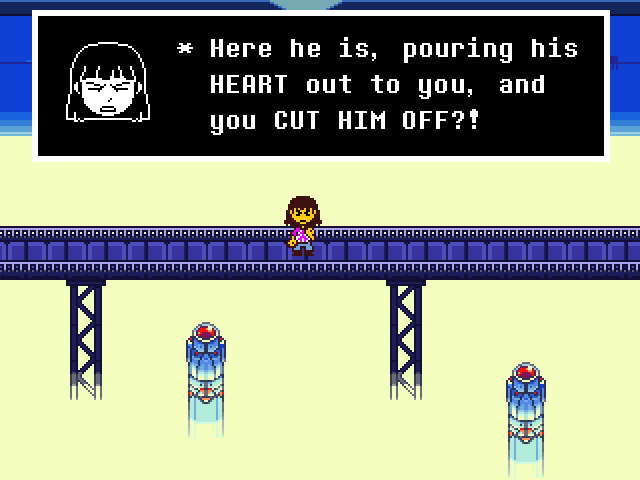 * Here he is, pouring his
HEART out to you, and
you CUT HIM OFF?!